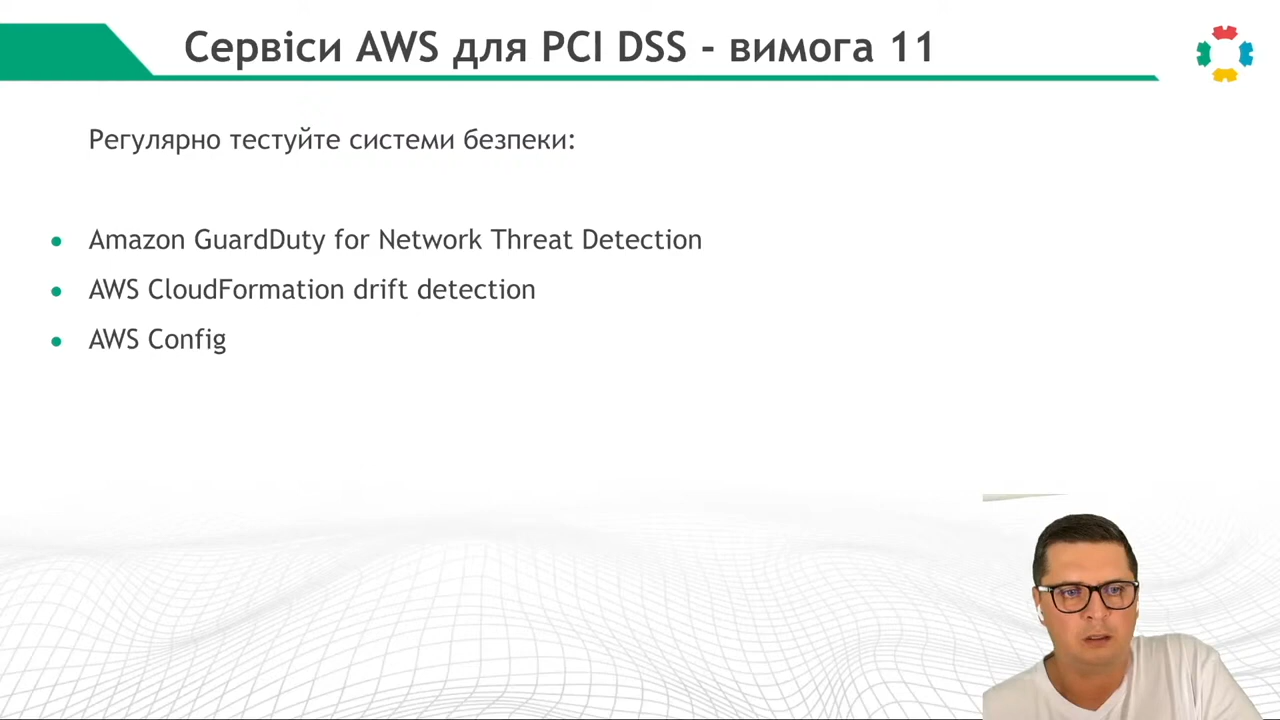 Сервіси AWS для PCI DSS - вимога 11
Регулярно тестуйте системи безпеки:
Amazon GuardDuty for Network Threat Detection
AWS CloudFormation drift detection
AWS Config